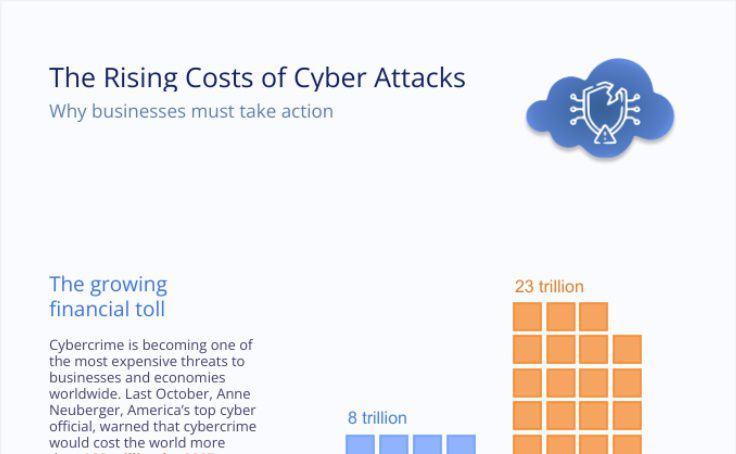 The Rising Costs of Cyber Attacks
Why businesses must take action
The growing
financial toll
Cybercrime is becoming one of
the most expensive threats to
businesses and economies
worldwide. Last October, Anne
Neuberger, America's top cyber
official, warned that cybercrime
would cost the world more
23 trillion
8 trillion